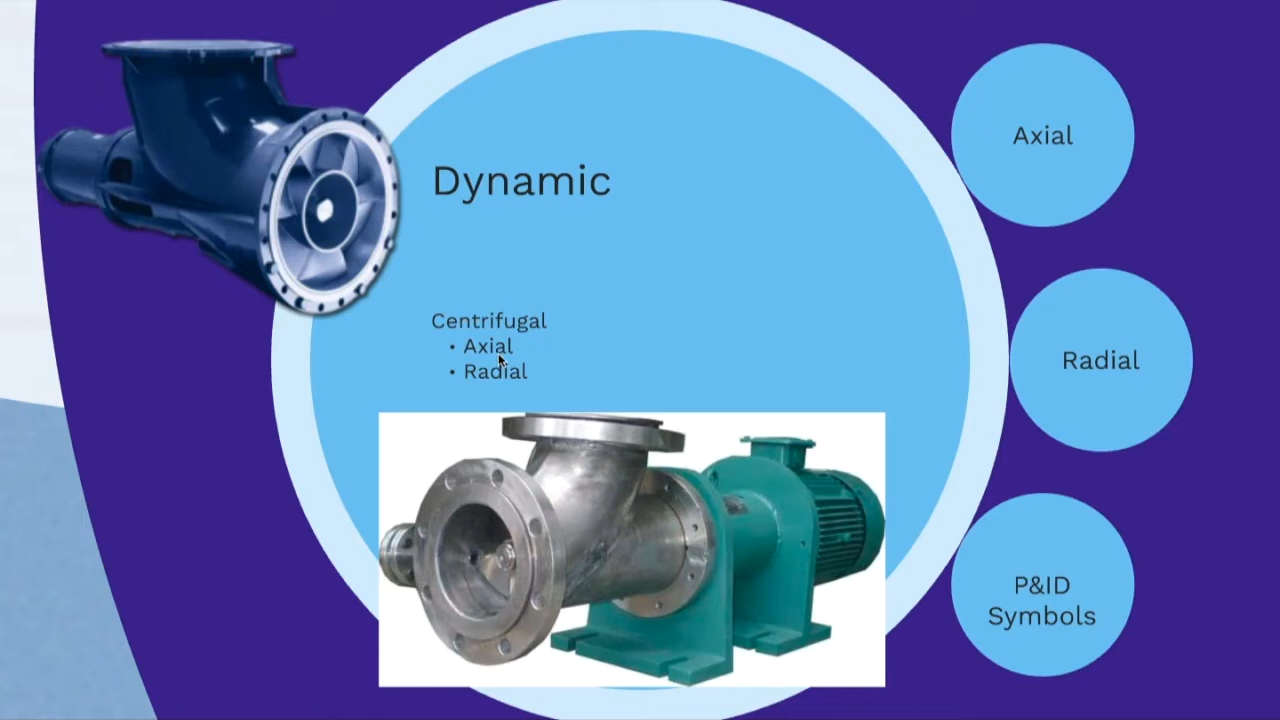 Dynamic
Centrifugal
• Axial
• Radial
Axial
Radial
P&ID
Symbols